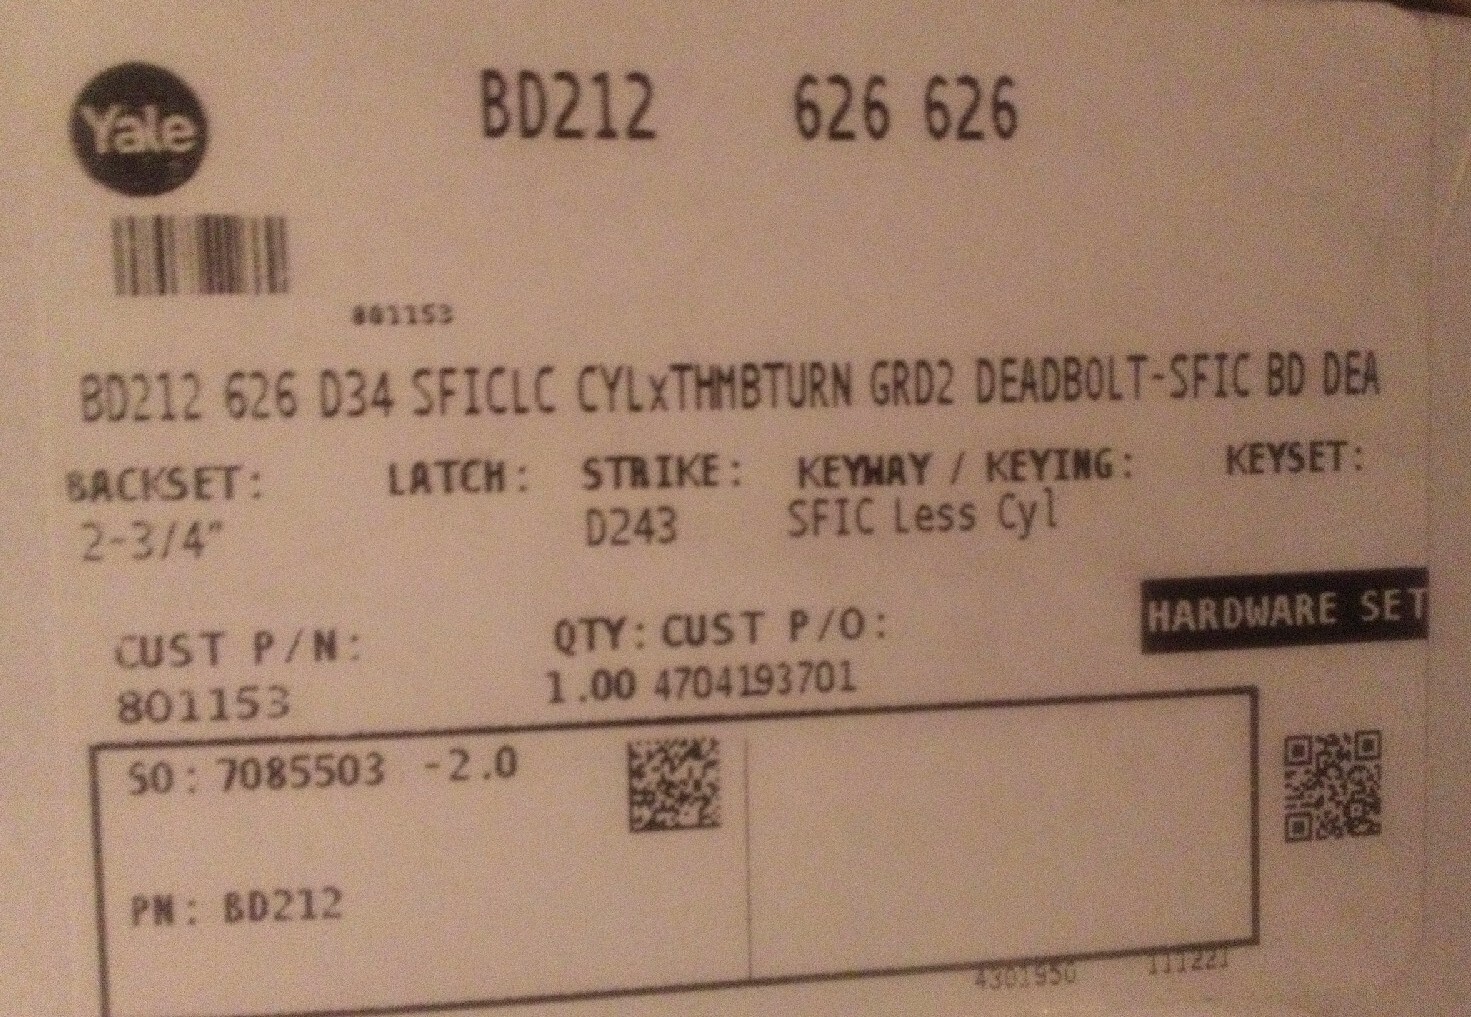 Yale
BD212 626 626
801153
BD212 626 D34 SFICLC CYLxTHMBTURN GRD2 DEADBOLT-SFIC BD DEA
BACKSET: LATCH: STRIKE: KEYWAY / KEYING: KEYSET:
2-3/4" D243 SFIC Less Cyl
HARDWARE SET
CUST P/N: QTY: CUST P/O:
801153 1.00 4704193701
SO: 7085503 -2.0
PN: BD212
4301950 111221